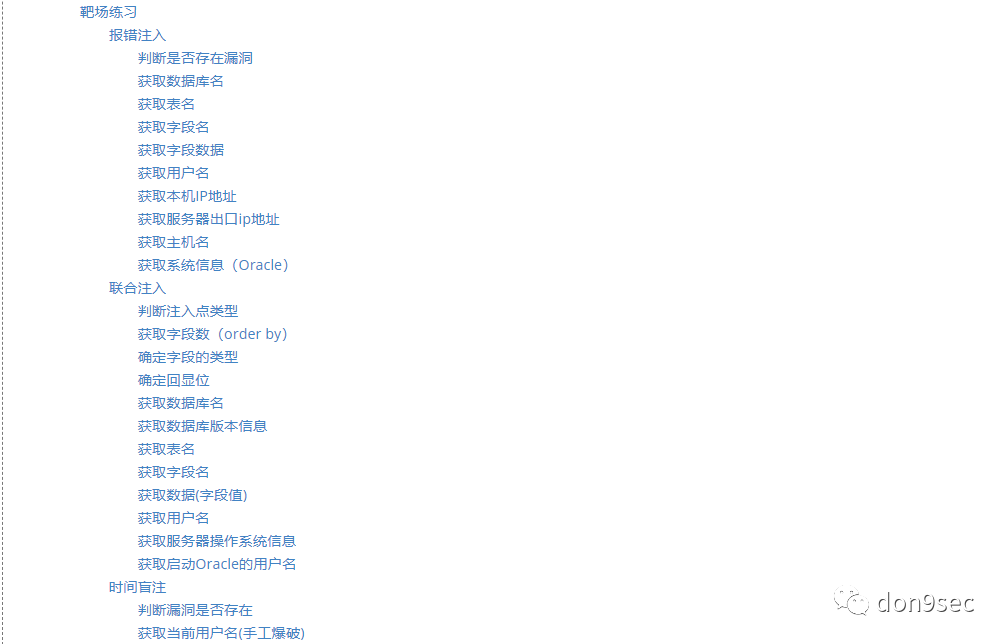 靶场练习
报错注入
判断是否存在漏洞
获取数据库名
获取表名
获取字段名
获取字段数据
获取用户名
获取本机IP地址
获取服务器出口ip地址
获取主机名
获取系统信息（Oracle）
联合注入
判断注入点类型
获取字段数（order by）
确定字段的类型
确定回显位
获取数据库名
获取数据库版本信息
获取表名
获取字段名
获取数据(字段值)
获取用户名
获取服务器操作系统信息
获取启动Oracle的用户名
时间盲注
判断漏洞是否存在
获取当前用户名(手工爆破)
don9sec